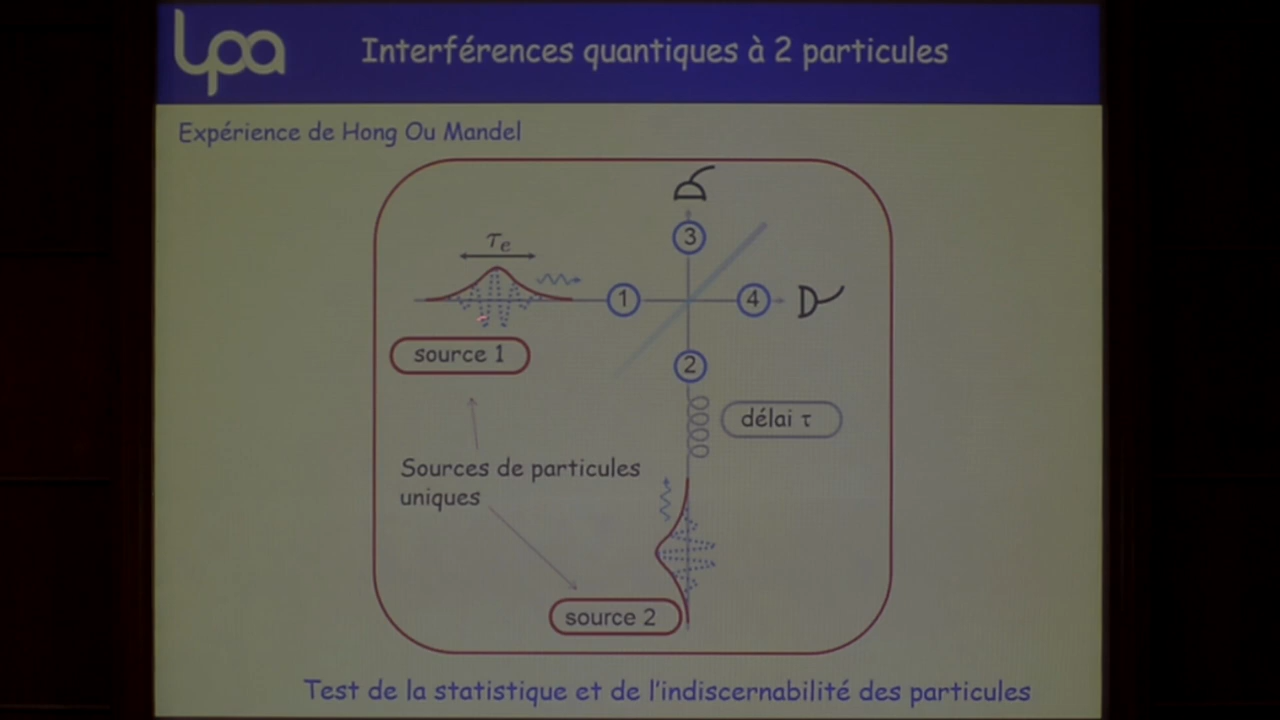 lpa
Interférences quantiques à 2 particules
Expérience de Hong Ou Mandel
τe
3
1
4
source 1
2
délai τ
Sources de particules
uniques
source 2
Test de la statistique et de l'indiscernabilité des particules